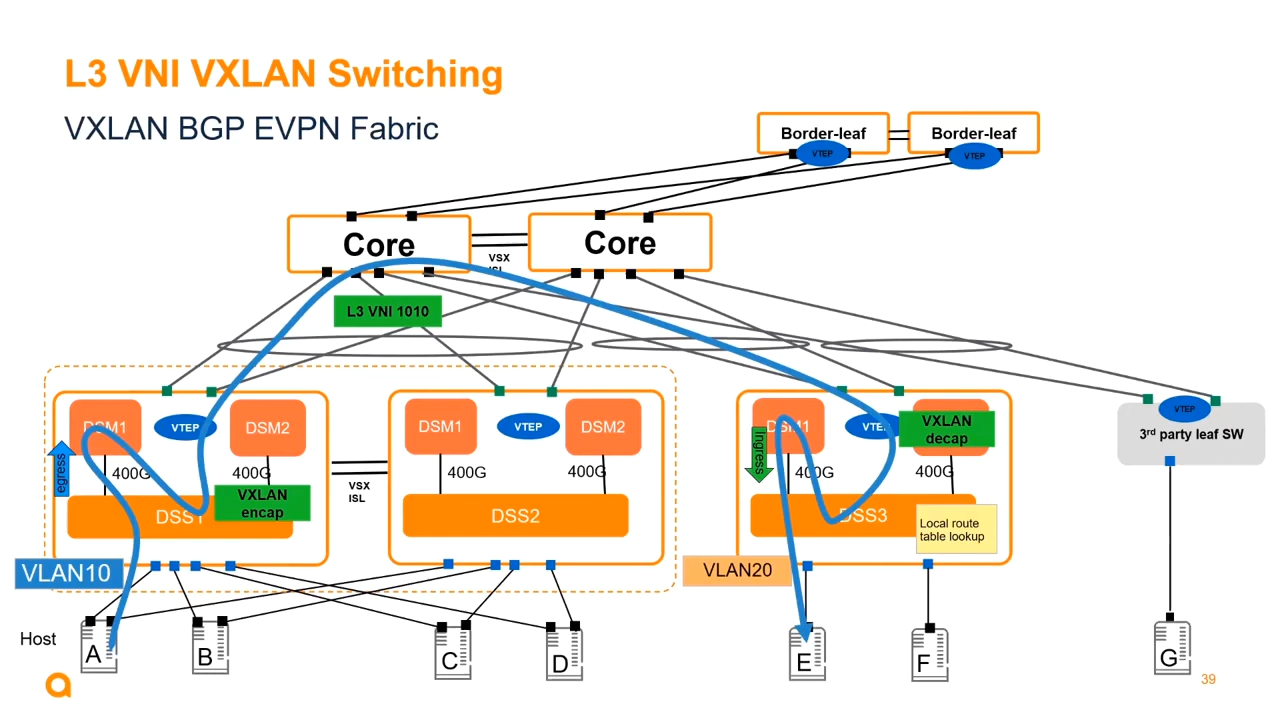 L3 VNI VXLAN Switching
VXLAN BGP EVPN Fabric
Border-leaf
Border-leaf
VTEP
VTEP
Core
Core
VSX
ISL
L3 VNI 1010
DSM1
VTEP
DSM2
DSM1
VTEP
DSM2
DSM1
VTEP
VXLAN
decap
VTEP
3rd party leaf SW
egress
400G
400G
400G
400G
ingress
400G
400G
VXLAN
encap
VSX
ISL
DSS1
DSS2
DSS3
Local route
table lookup
VLAN10
VLAN20
Host
A
B
C
D
E
F
G
39